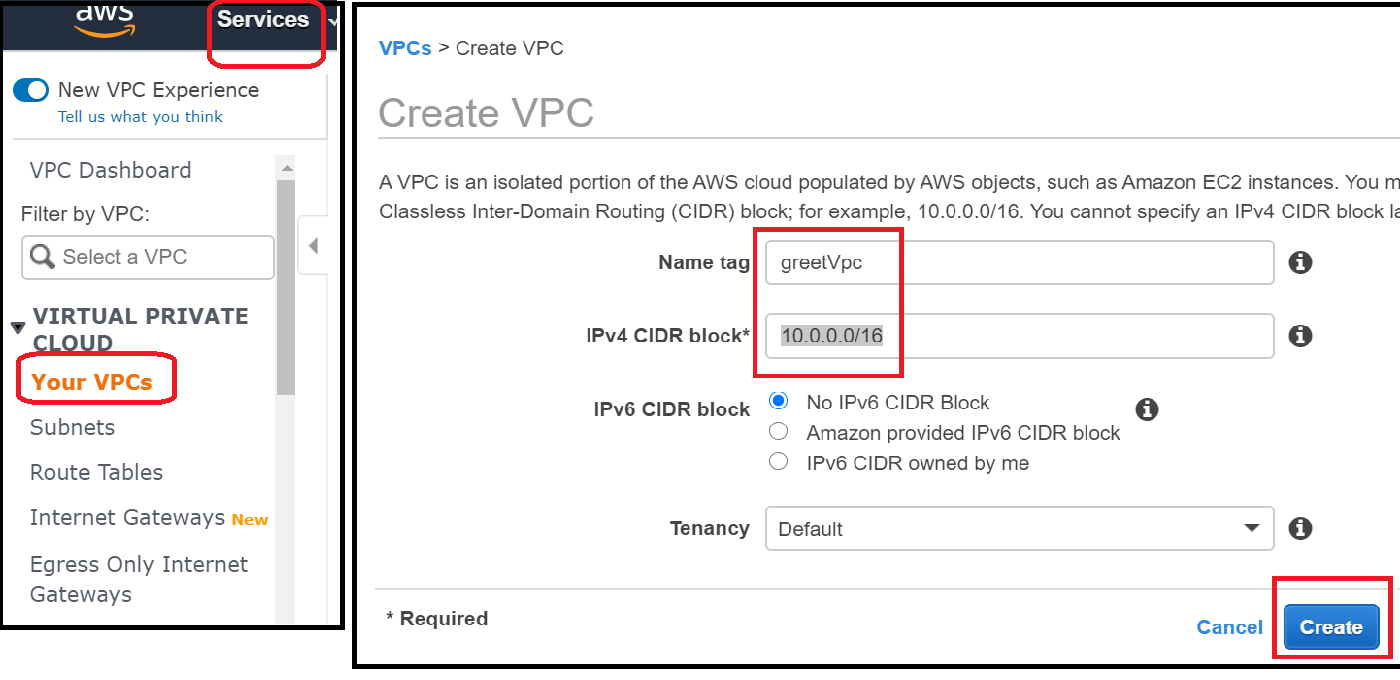 aws
Services
New VPC Experience
Tell us what you think
VPC Dashboard
Filter by VPC:
Select a VPC
VIRTUAL PRIVATE
CLOUD
Your VPCs
Subnets
Route Tables
Internet Gateways New
Egress Only Internet
Gateways
VPCs > Create VPC
Create VPC
A VPC is an isolated portion of the AWS cloud populated by AWS objects, such as Amazon EC2 instances. You
Classless Inter-Domain Routing (CIDR) block; for example, 10.0.0.0/16. You cannot specify an IPv4 CIDR block
Name tag greetVpc
IPv4 CIDR block* 10.0.0.0/16
IPv6 CIDR block No IPv6 CIDR Block
Amazon provided IPv6 CIDR block
IPv6 CIDR owned by me
Tenancy Default
* Required
Cancel Create